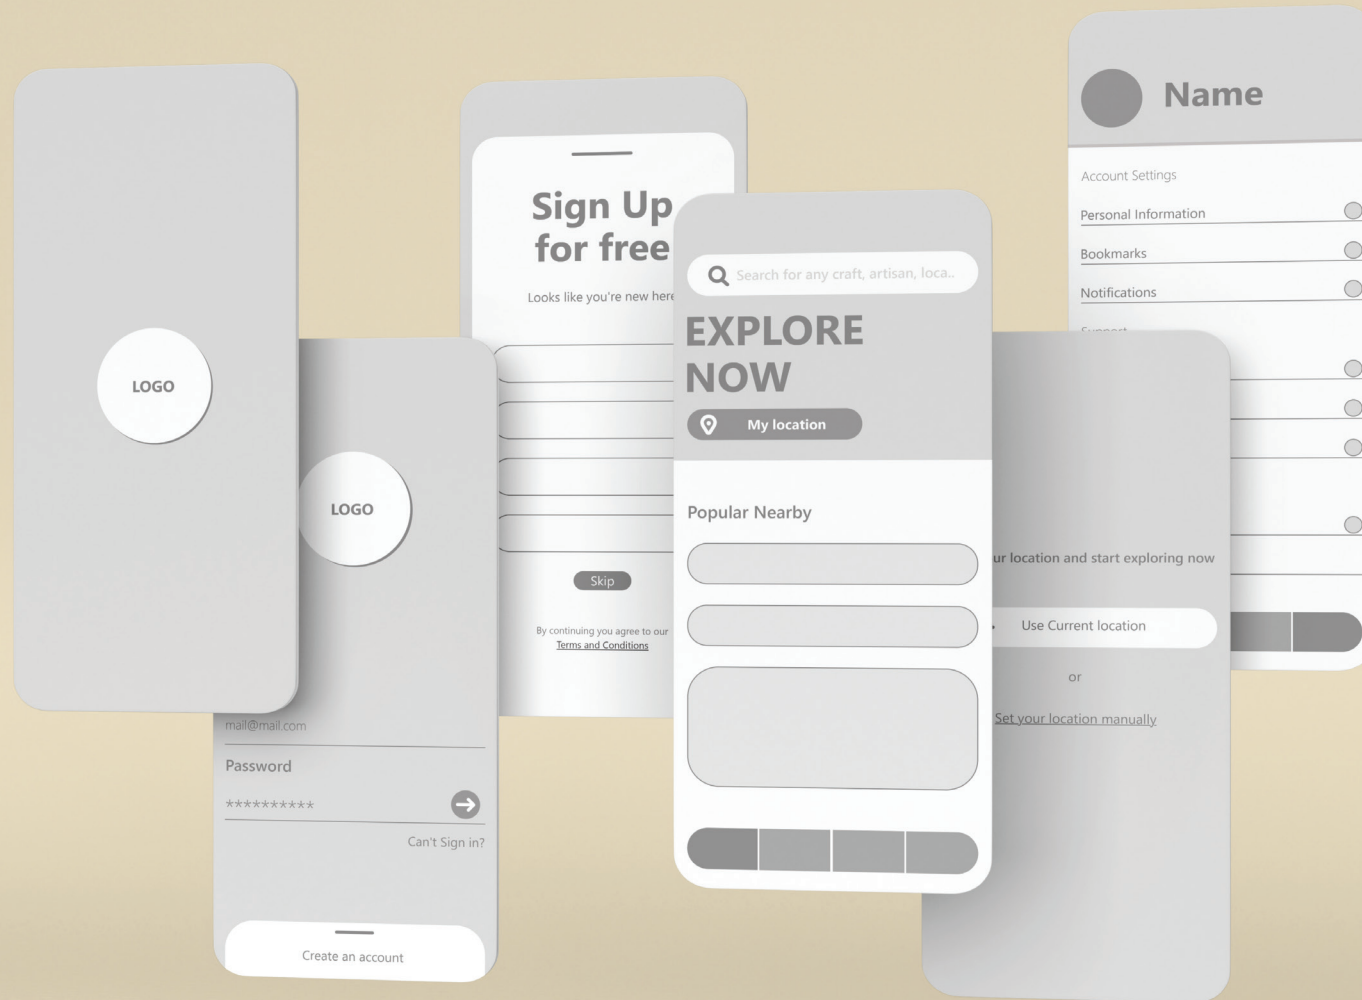 LOGO
LOGO
mail@mail.com
Password
**********
Can't Sign in?
Create an account
Sign Up
for free
Looks like you're new here
Skip
By continuing you agree to our
Terms and Conditions
Search for any craft, artisan, loca..
EXPLORE
NOW
My location
Popular Nearby
location and start exploring now
Use Current location
or
Set your location manually
Name
Account Settings
Personal Information
Bookmarks
Notifications
Support